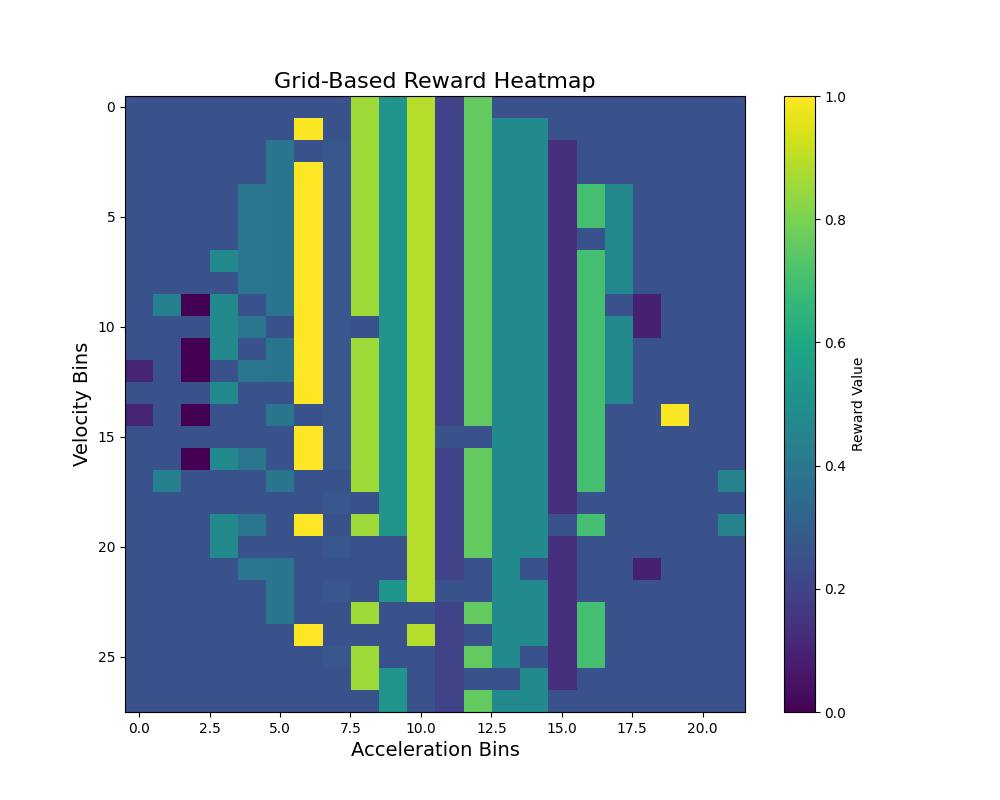 Grid-Based Reward Heatmap
Velocity Bins
0
5
10
15
20
25
0.0 2.5 5.0 7.5 10.0 12.5 15.0 17.5 20.0
Acceleration Bins
1.0
0.8
0.6
0.4
0.2
0.0
Reward Value